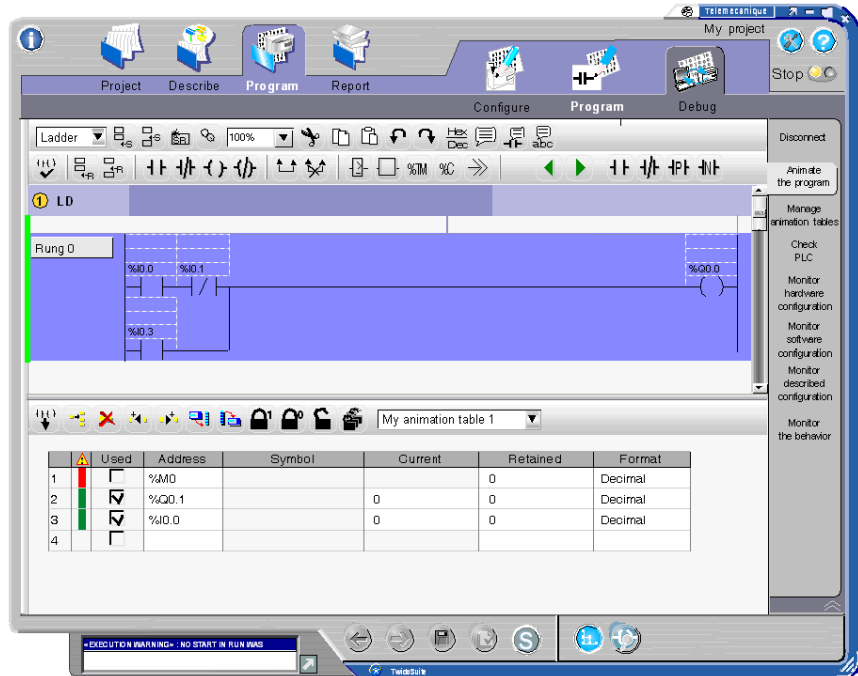 Telemecanique
My project
Project Describe Program Report
Stop
Configure Program Debug
Ladder 100% Hex Dec abc
Disconnect
%TM %C
Animate
the program
1 LD
Manage
animation tables
Rung 0
Check
PLC
%I0.0 %I0.1 %Q0.0
Monitor
hardware
configuration
%I0.3
Monitor
software
configuration
Monitor
described
configuration
My animation table 1
Monitor
the behavior
Used Address Symbol Current Retained Format
1 %M0 0 Decimal
2 %Q0.1 0 0 Decimal
3 %I0.0 0 0 Decimal
4
S
«EXECUTION WARNING» : NO START IN RUN WAS
TwidoSuite